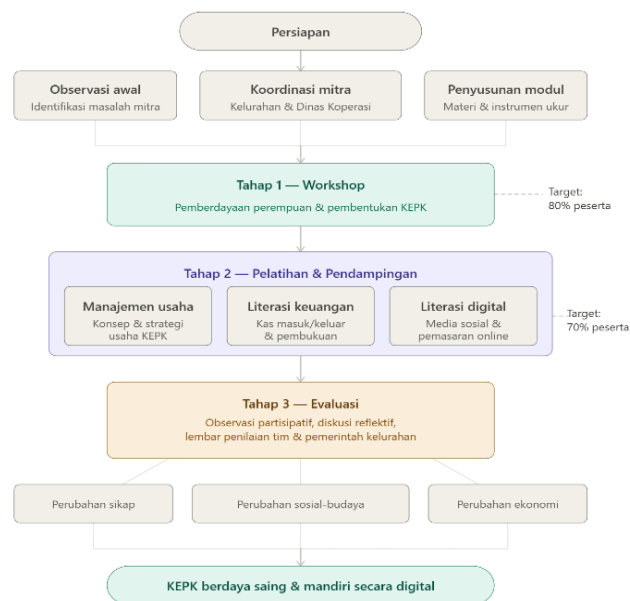 Persiapan
Observasi awal
Identifikasi masalah mitra
Koordinasi mitra
Kelurahan & Dinas Koperasi
Penyusunan modul
Materi & instrumen ukur
Tahap 1 — Workshop
Pemberdayaan perempuan & pembentukan KEPK
Target:
80% peserta
Tahap 2 — Pelatihan & Pendampingan
Manajemen usaha
Konsep & strategi
usaha KEPK
Literasi keuangan
Kas masuk/keluar
& pembukuan
Literasi digital
Media sosial &
pemasaran online
Target:
70% peserta
Tahap 3 — Evaluasi
Observasi partisipatif, diskusi reflektif,
lembar penilaian tim & pemerintah kelurahan
Perubahan sikap
Perubahan sosial-budaya
Perubahan ekonomi
KEPK berdaya saing & mandiri secara digital